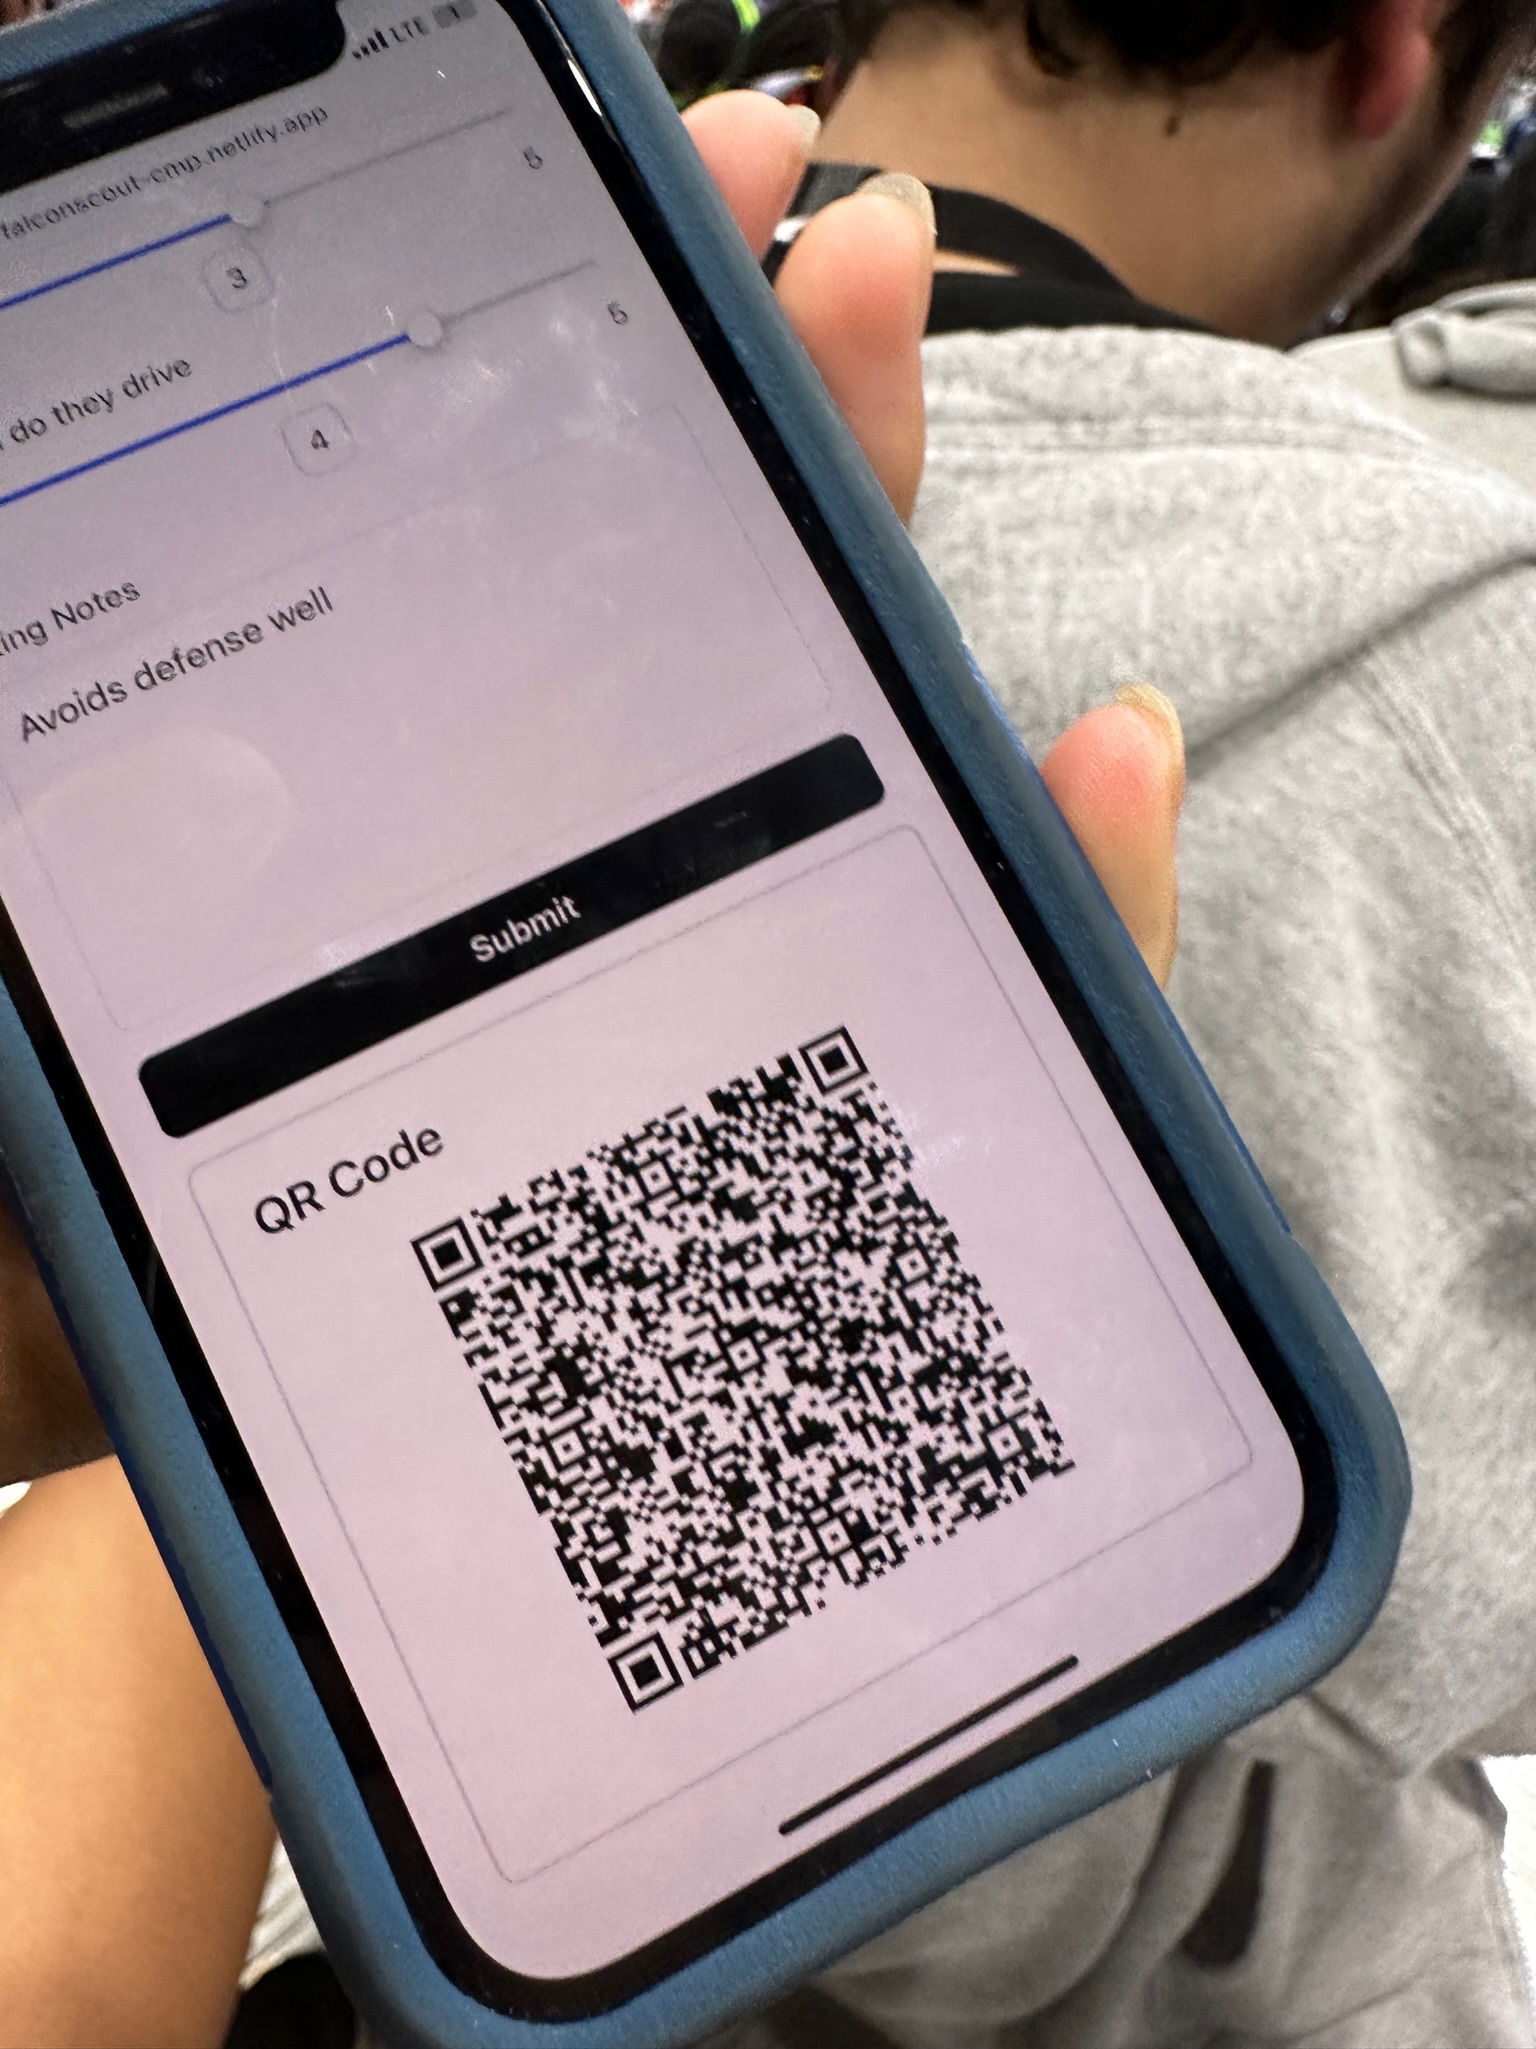 LTE
falconscout-cmp.netlify.app
5
3
5
do they drive
4
ing Notes
Avoids defense well
Submit
QR Code